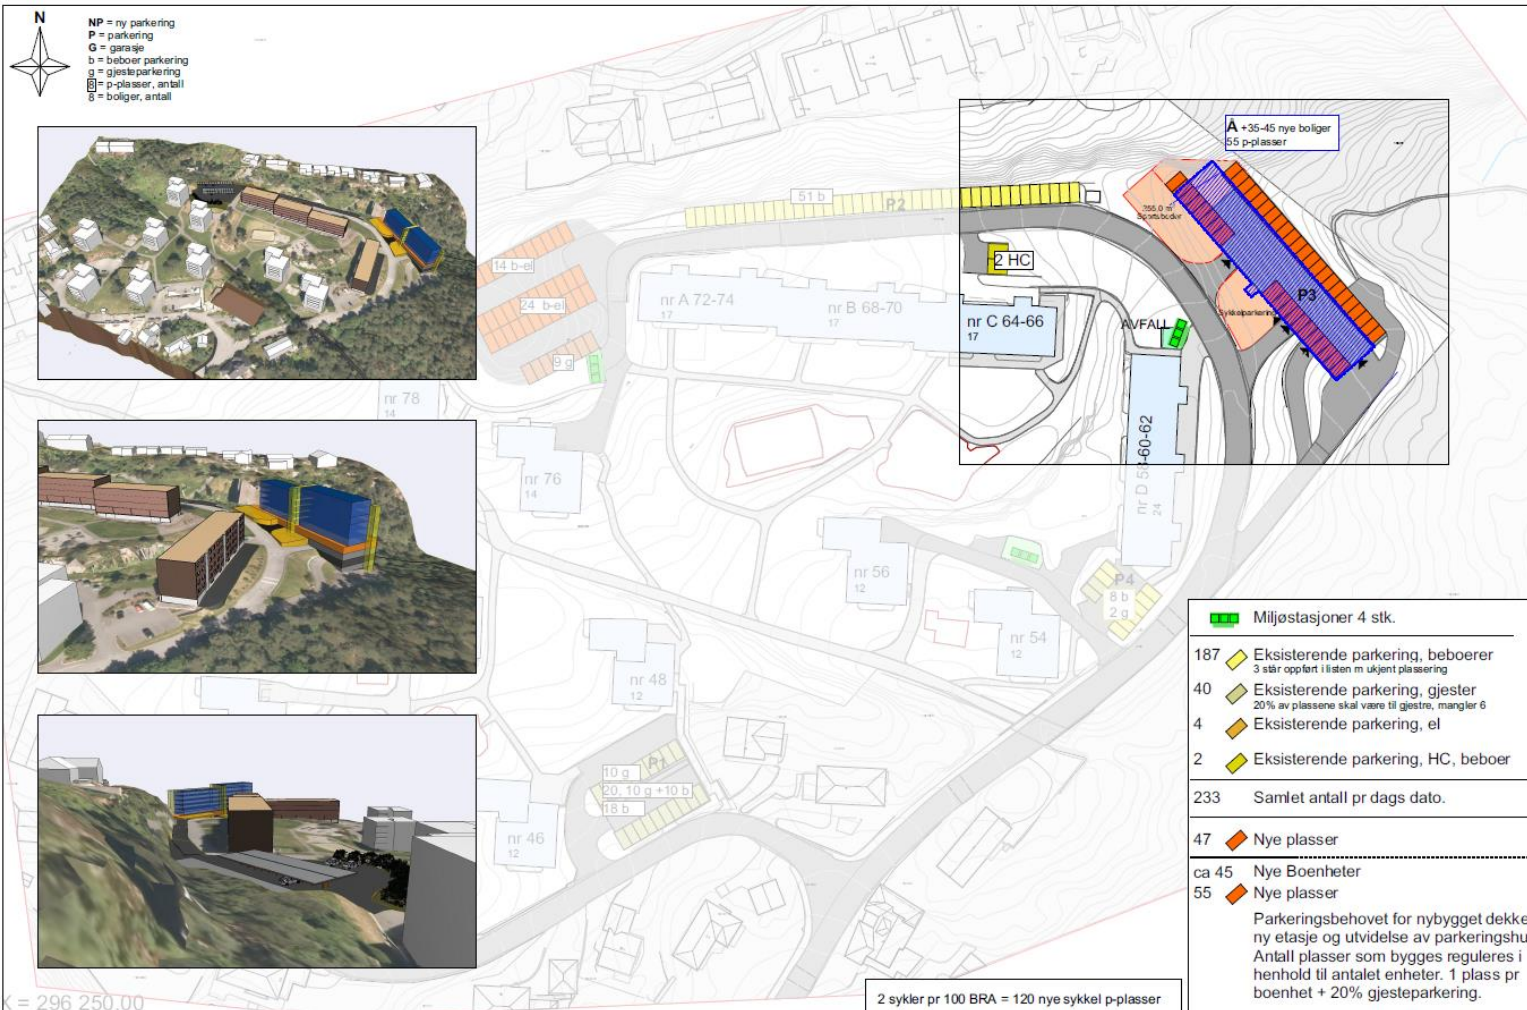 N
NP = ny parkering
P = parkering
G = garasje
b = beboer parkering
g = gjesteparkering
8 = p-plasser, antall
8 = boliger, antall
Å +35-45 nye boliger
55 p-plasser
51 b
P2
Sportsboder
2 HC
14 b-el
24 b-el
9 g
nr A 72-74
17
nr B 68-70
17
nr C 64-66
17
AVFALL
Sykkelparkering
P3
nr 78
14
nr 76
14
nr D 58-60-62
24
nr 56
12
P4
8 b
2 g
nr 54
12
nr 48
12
P1
10 g
20, 10 g +10 b
18 b
nr 46
12
Miljøstasjoner 4 stk.
187 Eksisterende parkering, beboerer
3 står oppført i listen m ukjent plassering
40 Eksisterende parkering, gjester
20% av plassene skal være til gjestre, mangler 6
4 Eksisterende parkering, el
2 Eksisterende parkering, HC, beboer
233 Samlet antall pr dags dato.
47 Nye plasser
ca 45 Nye Boenheter
55 Nye plasser
Parkeringsbehovet for nybygget dekke
ny etasje og utvidelse av parkeringshu
Antall plasser som bygges reguleres i
henhold til antalet enheter. 1 plass pr
boenhet + 20% gjesteparkering.
2 sykler pr 100 BRA = 120 nye sykkel p-plasser
X = 296 250.00